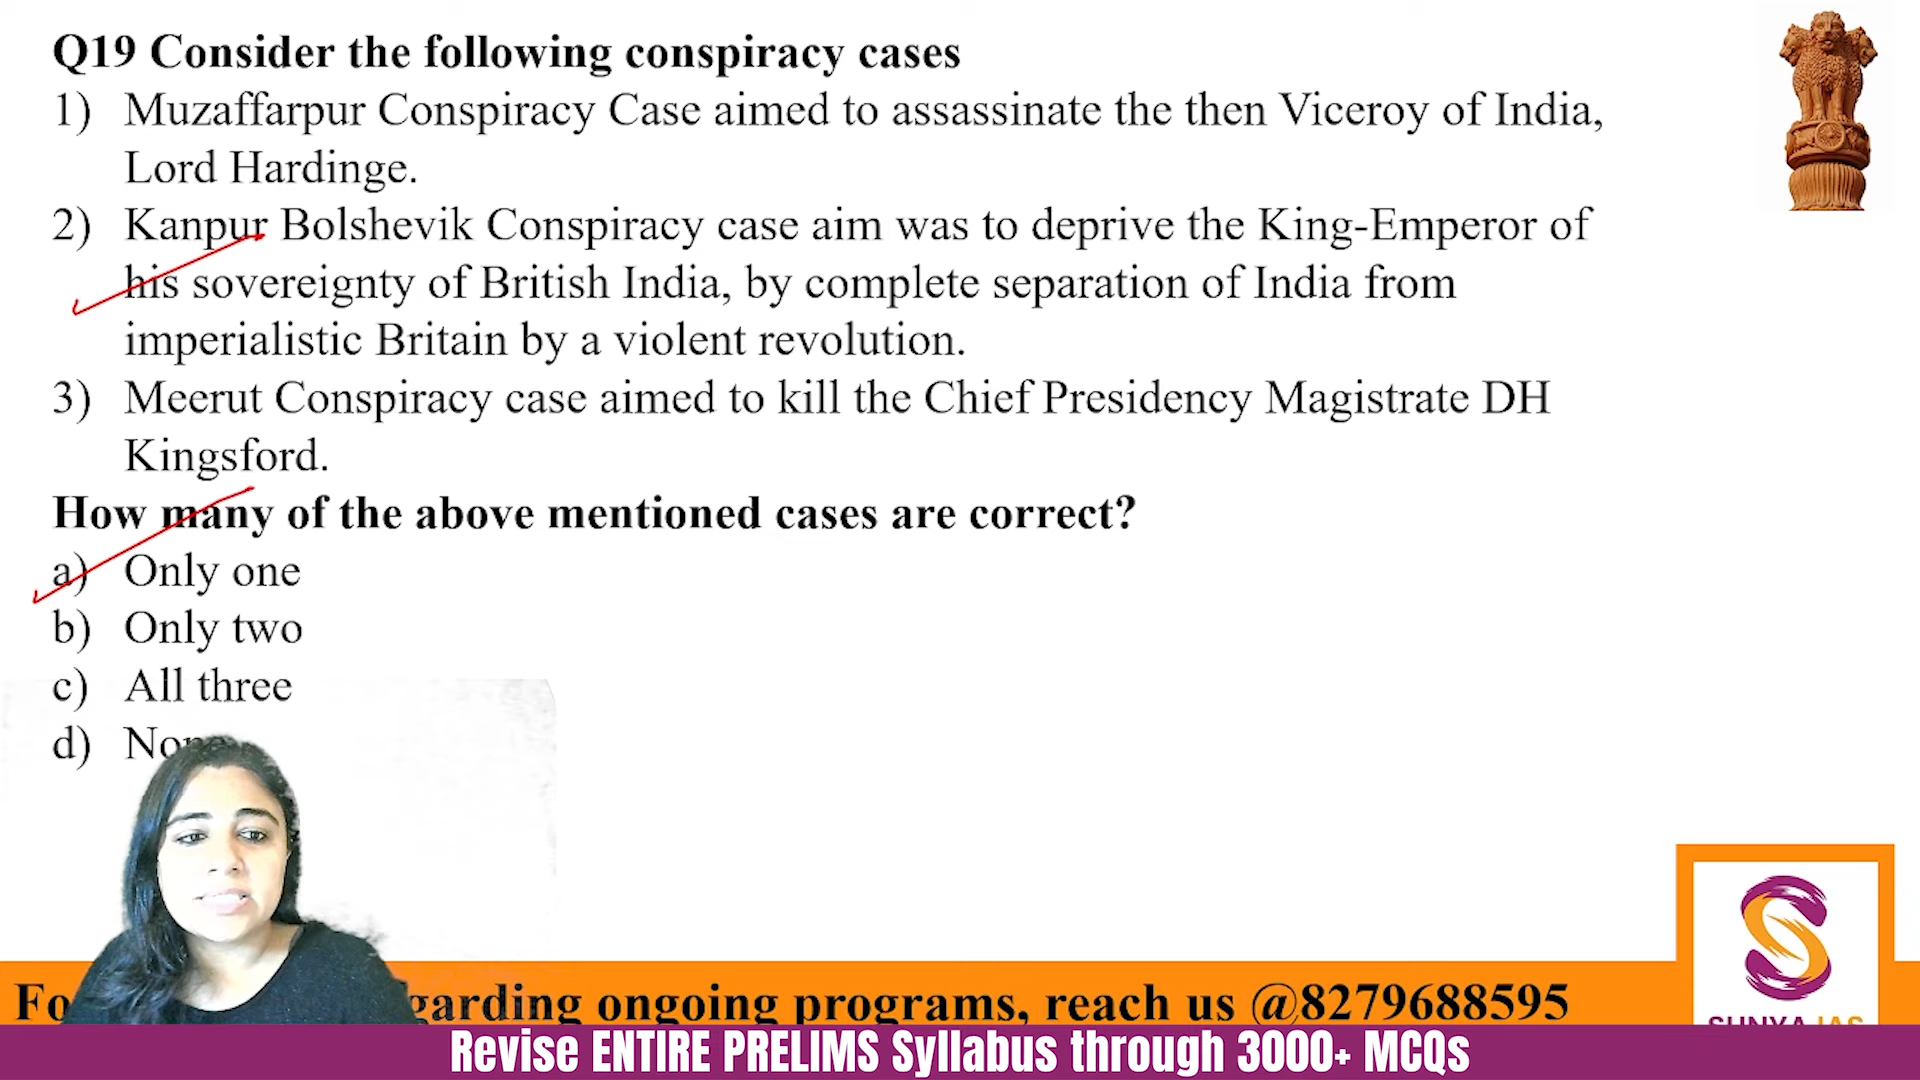 Q19 Consider the following conspiracy cases
1) Muzaffarpur Conspiracy Case aimed to assassinate the then Viceroy of India,
Lord Hardinge.
2) Kanpur Bolshevik Conspiracy case aim was to deprive the King-Emperor of
his sovereignty of British India, by complete separation of India from
imperialistic Britain by a violent revolution.
3) Meerut Conspiracy case aimed to kill the Chief Presidency Magistrate DH
Kingsford.
How many of the above mentioned cases are correct?
a) Only one
b) Only two
c) All three
d) None
ongoing programs, reach us @8279688595
Revise ENTIRE PRELIMS Syllabus through 3000+ MCQs